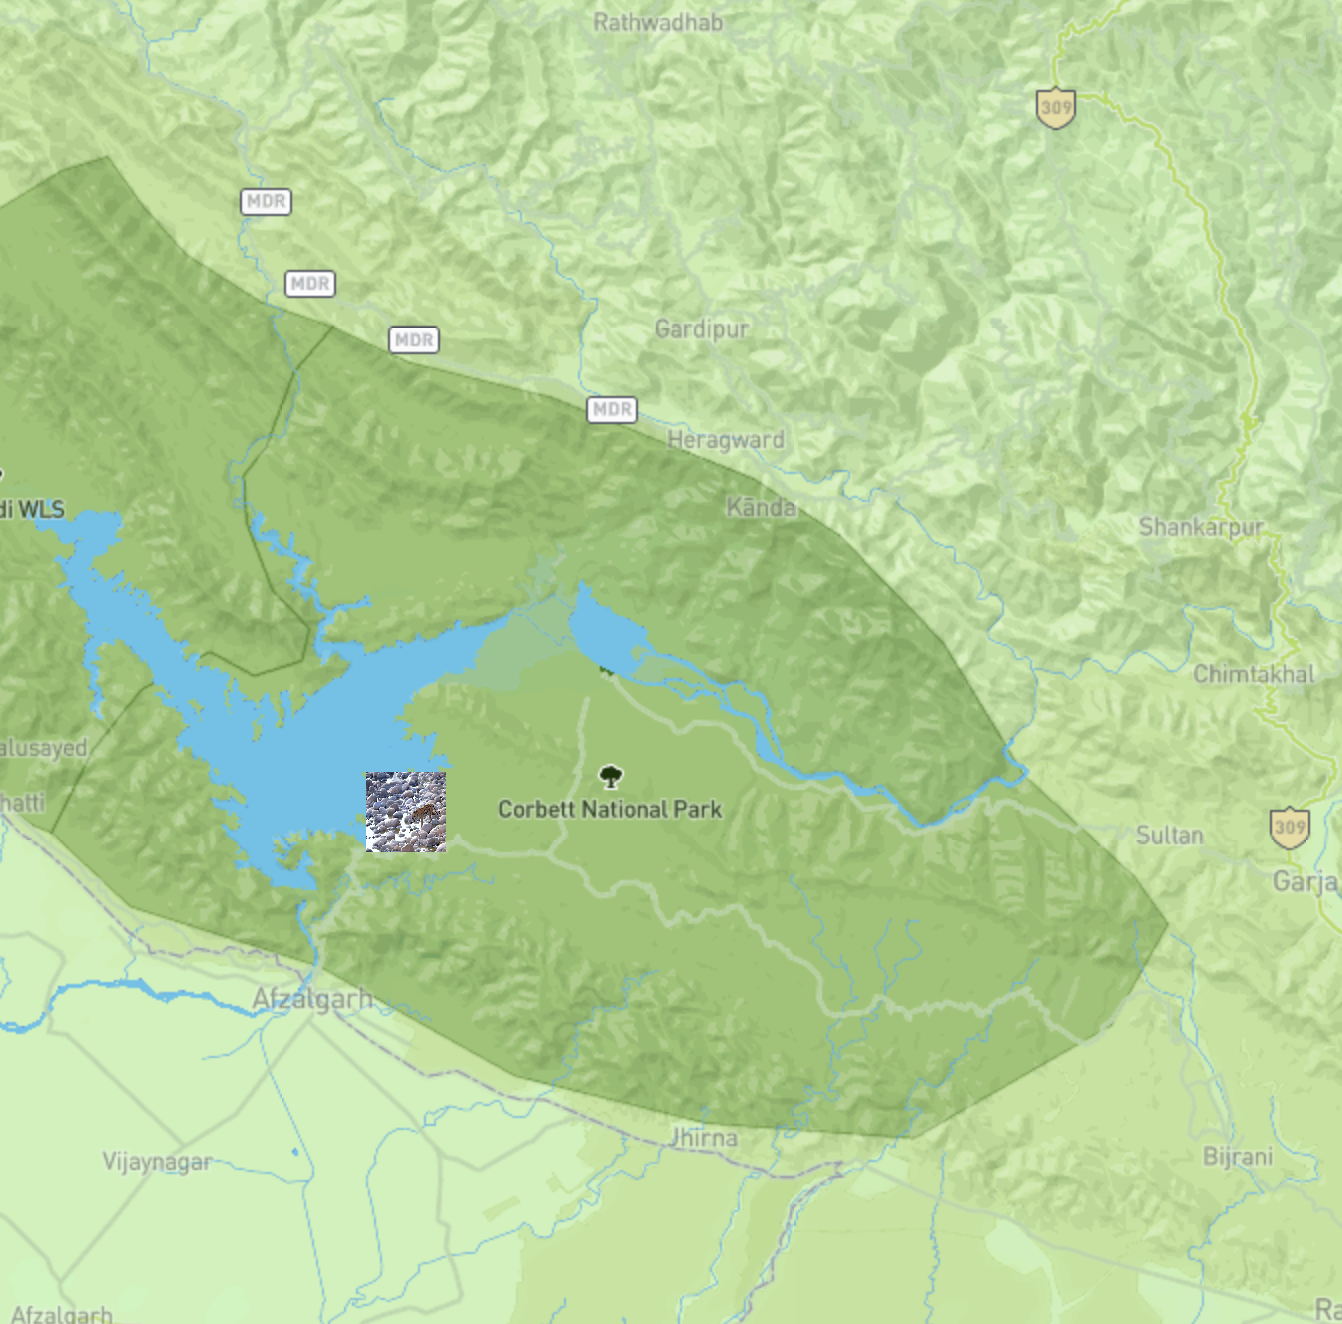 Rathwadhab
309
MDR
MDR
Gardipur
MDR
MDR
Heragward
Kānda
di WLS
Shankarpur
Chimtakhal
alusayed
hatti
Corbett National Park
Sultan
309
Garja
Afzalgarh
Jhirna
Bijrani
Vijaynagar
Afzalgarh
Ra